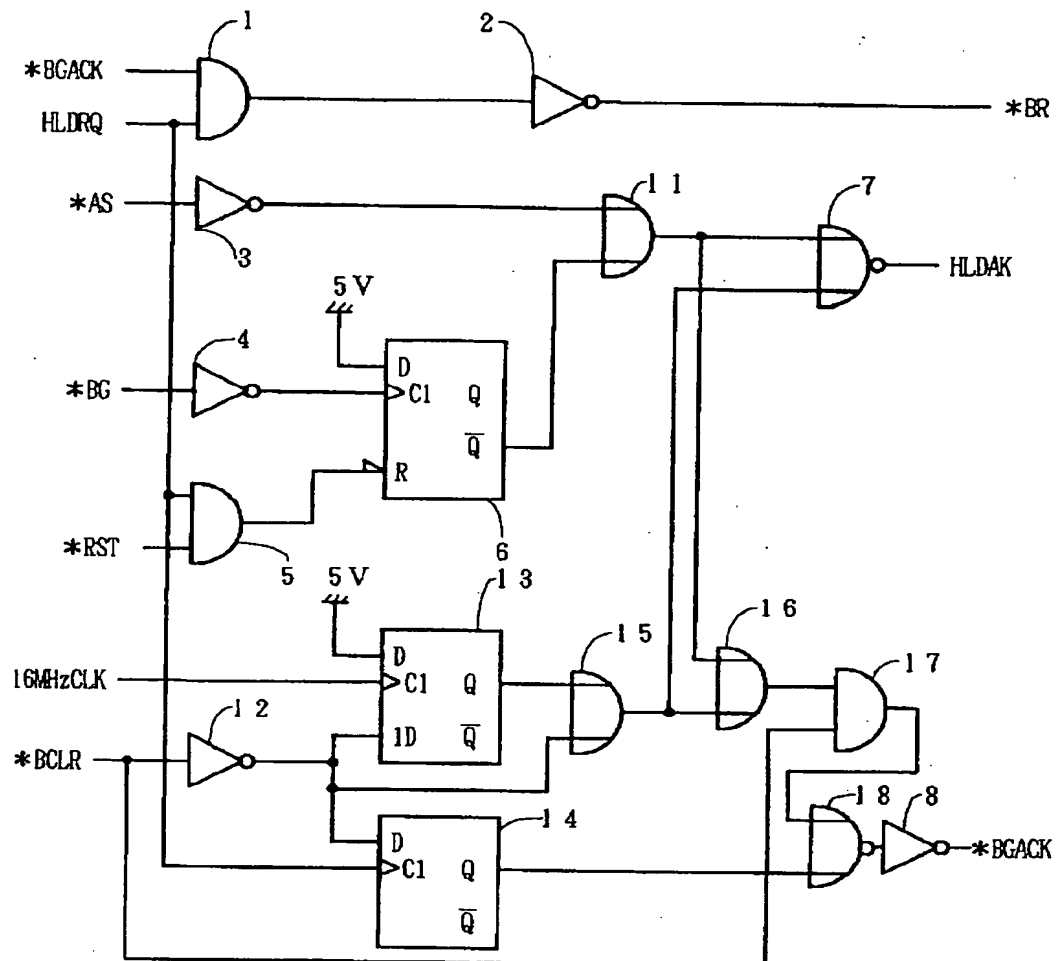 1
2
*BGACK
HLDRQ
*BR
*AS
3
1 1
7
HLDAK
5 V
4
*BG
D
C1
Q
Q̅
R
*RST
5
6
5 V
1 3
1 5
1 6
1 7
16MHzCLK
D
C1
Q
Q̅
1D
1 2
*BCLR
1 4
D
C1
Q
Q̅
1 8
8
*BGACK